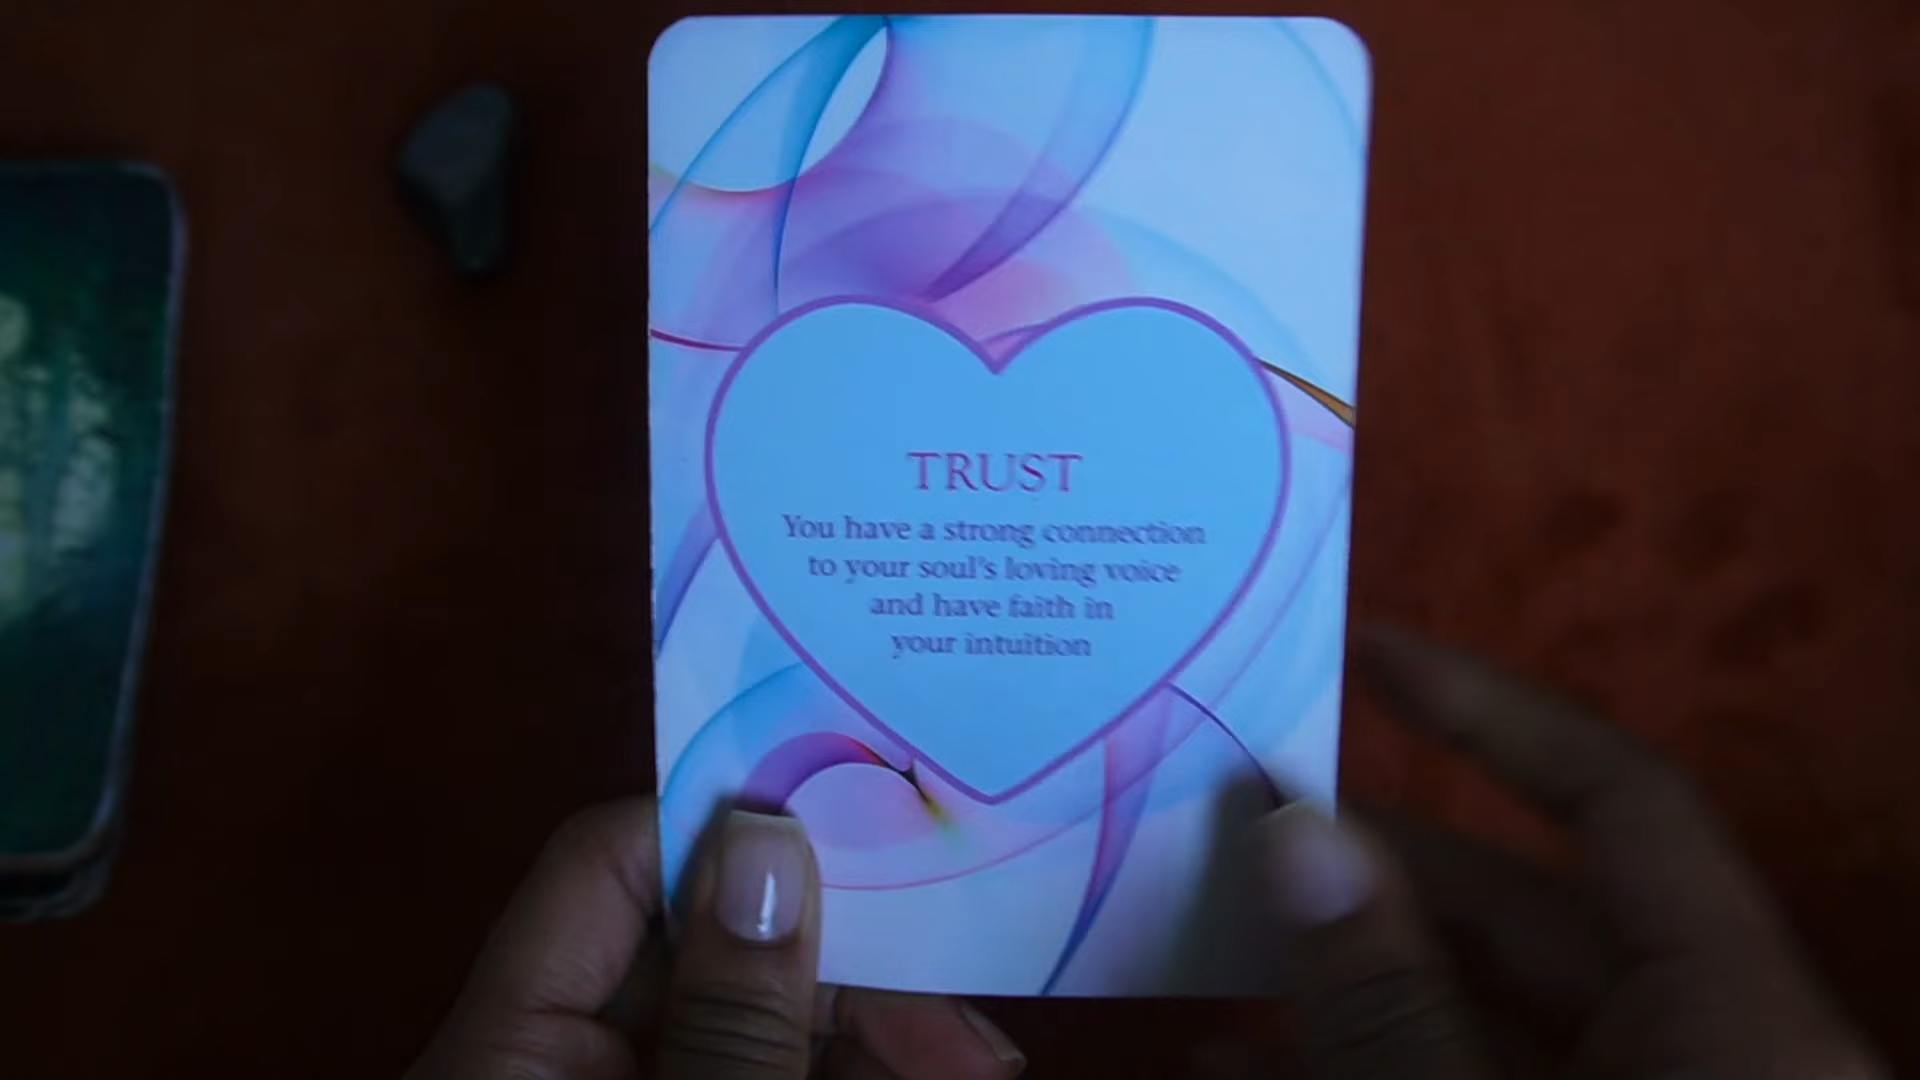 TRUST
You have a strong connection
to your soul's loving voice
and have faith in
your intuition